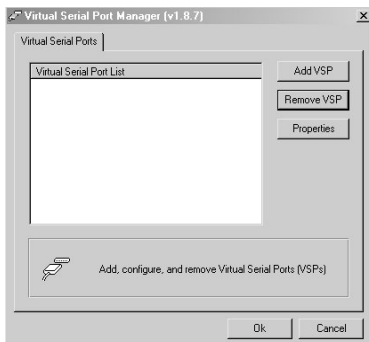 Virtual Serial Port Manager (v1.8.7)
Virtual Serial Ports
Virtual Serial Port List
Add VSP
Remove VSP
Properties
Add, configure, and remove Virtual Serial Ports (VSPs)
Ok
Cancel